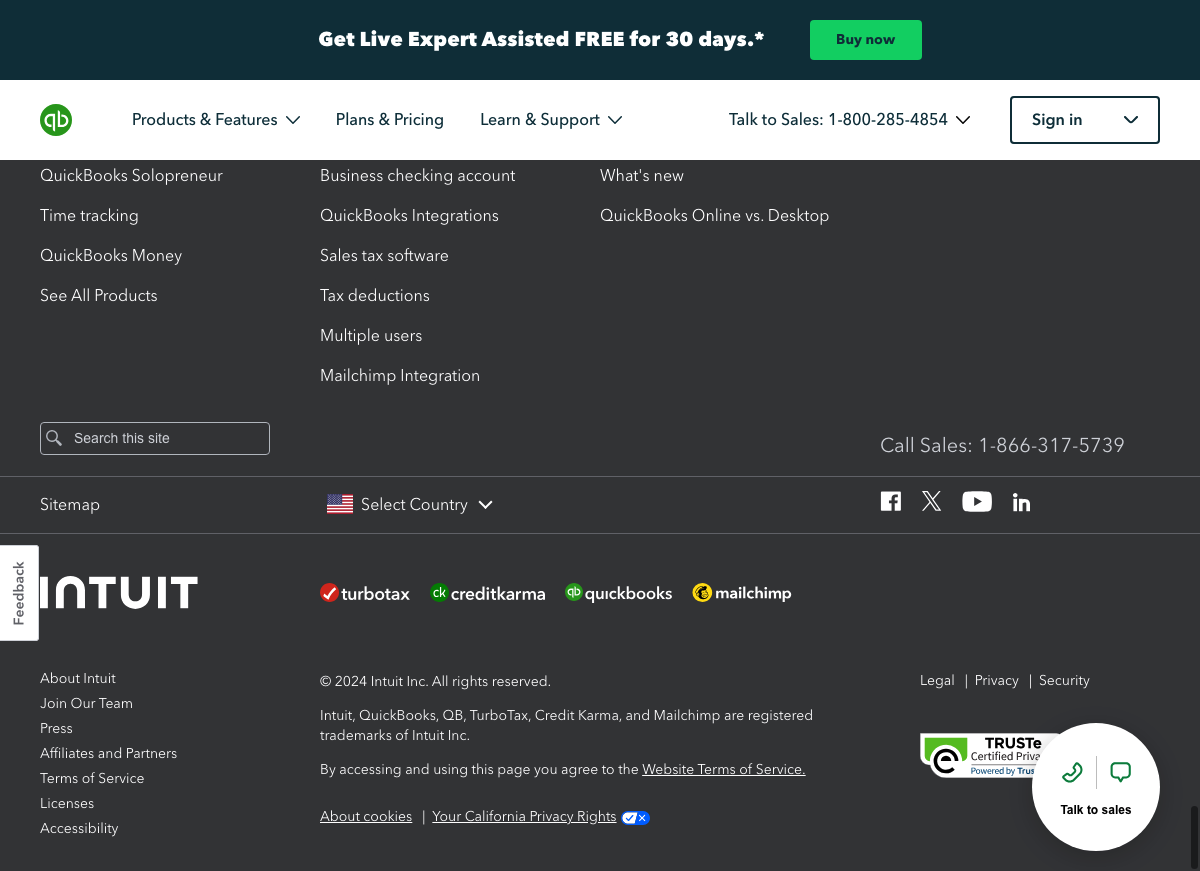 Get Live Expert Assisted FREE for 30 days.*
Buy now
qb
Products & Features
Plans & Pricing
Learn & Support
Talk to Sales: 1-800-285-4854
Sign in
QuickBooks Solopreneur
Time tracking
QuickBooks Money
See All Products
Business checking account
QuickBooks Integrations
Sales tax software
Tax deductions
Multiple users
Mailchimp Integration
What's new
QuickBooks Online vs. Desktop
Search this site
Call Sales: 1-866-317-5739
Sitemap
Select Country
Feedback
INTUIT
turbotax
ck creditkarma
qb quickbooks
mailchimp
About Intuit
Join Our Team
Press
Affiliates and Partners
Terms of Service
Licenses
Accessibility
© 2024 Intuit Inc. All rights reserved.
Intuit, QuickBooks, QB, TurboTax, Credit Karma, and Mailchimp are registered
trademarks of Intuit Inc.
By accessing and using this page you agree to the Website Terms of Service.
About cookies | Your California Privacy Rights
Legal | Privacy | Security
TRUSTe
Certified Priva
Powered by Trus
Talk to sales